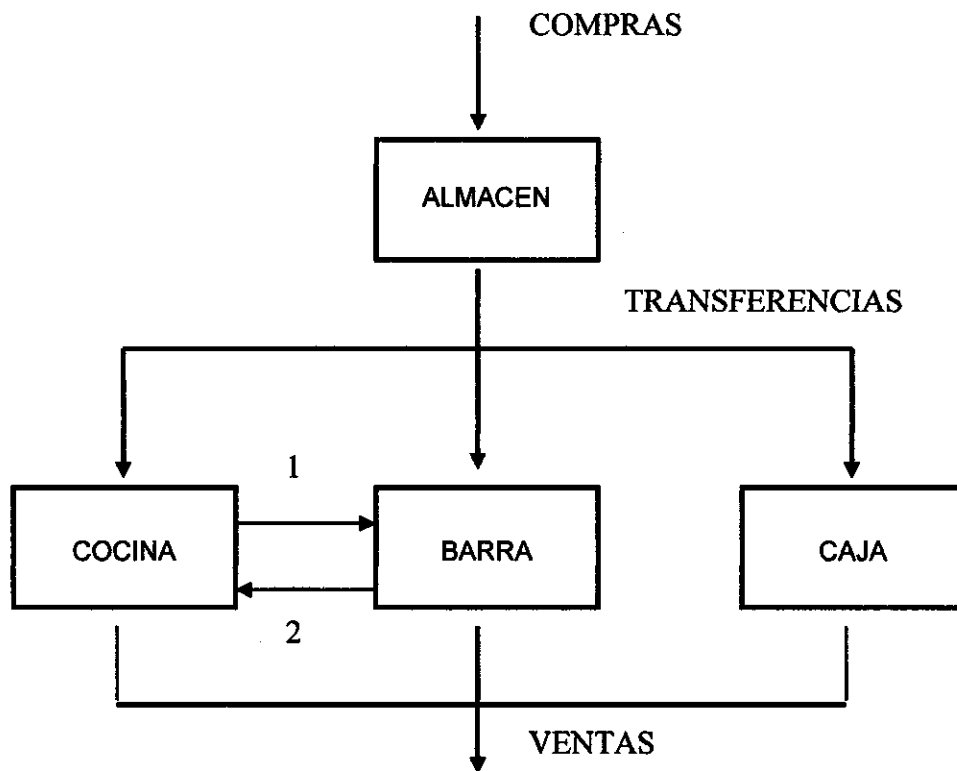 COMPRAS
ALMACEN
TRANSFERENCIAS
1
COCINA
BARRA
CAJA
2
VENTAS